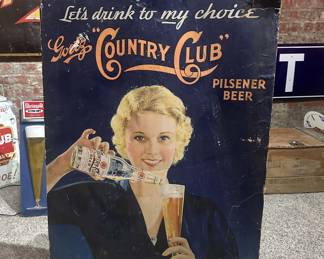 Let's drink to my choice
Goetz "COUNTRY CLUB"
PILSENER
BEER
T